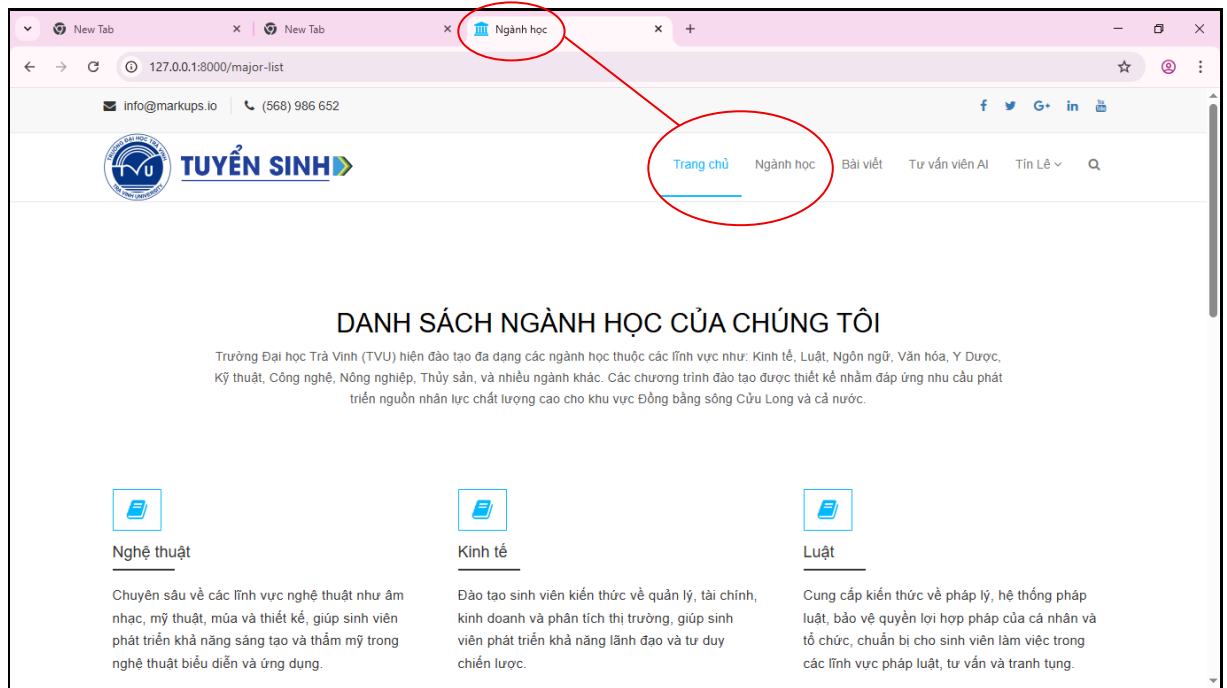 New Tab
New Tab
Ngành học
127.0.0.1:8000/major-list
info@markups.io
(568) 986 652
TRƯỜNG ĐẠI HỌC TRÀ VINH
TVU
TRA VINH UNIVERSITY
TUYỂN SINH
Trang chủ
Ngành học
Bài viết
Tư vấn viên AI
Tín Lê
DANH SÁCH NGÀNH HỌC CỦA CHÚNG TÔI
Trường Đại học Trà Vinh (TVU) hiện đào tạo đa dạng các ngành học thuộc các lĩnh vực như: Kinh tế, Luật, Ngôn ngữ, Văn hóa, Y Dược,
Kỹ thuật, Công nghệ, Nông nghiệp, Thủy sản, và nhiều ngành khác. Các chương trình đào tạo được thiết kế nhằm đáp ứng nhu cầu phát
triển nguồn nhân lực chất lượng cao cho khu vực Đồng bằng sông Cửu Long và cả nước.
Nghệ thuật
Chuyên sâu về các lĩnh vực nghệ thuật như âm
nhạc, mỹ thuật, múa và thiết kế, giúp sinh viên
phát triển khả năng sáng tạo và thẩm mỹ trong
nghệ thuật biểu diễn và ứng dụng.
Kinh tế
Đào tạo sinh viên kiến thức về quản lý, tài chính,
kinh doanh và phân tích thị trường, giúp sinh
viên phát triển khả năng lãnh đạo và tư duy
chiến lược.
Luật
Cung cấp kiến thức về pháp lý, hệ thống pháp
luật, bảo vệ quyền lợi hợp pháp của cá nhân và
tổ chức, chuẩn bị cho sinh viên làm việc trong
các lĩnh vực pháp luật, tư vấn và tranh tụng.